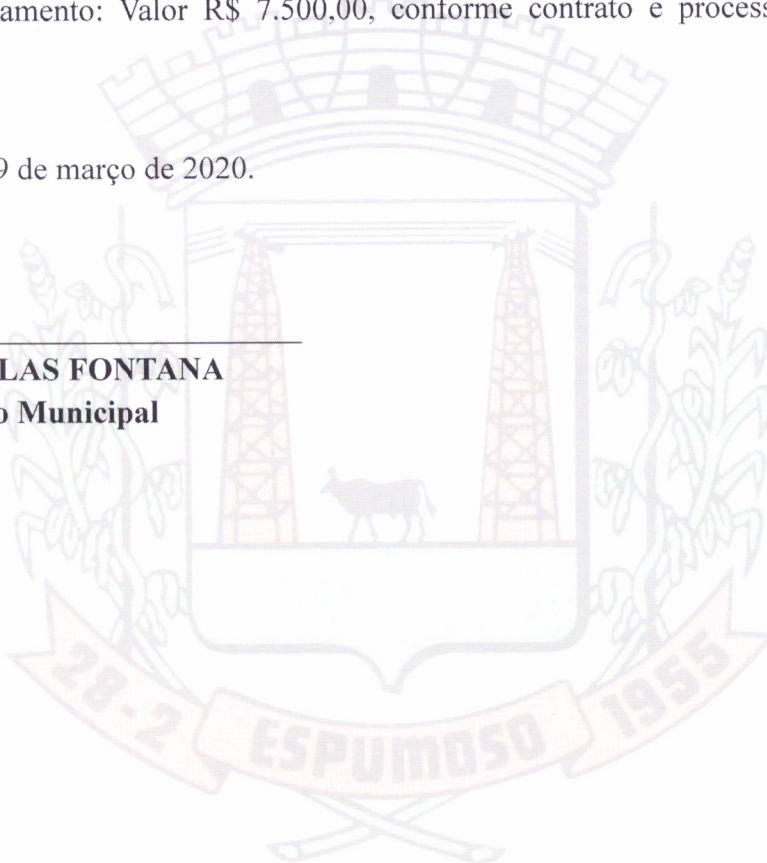 amento: Valor R$ 7.500,00, conforme contrato e process
9 de março de 2020.
LAS FONTANA
o Municipal
28-2 ESPUMOSO 1955